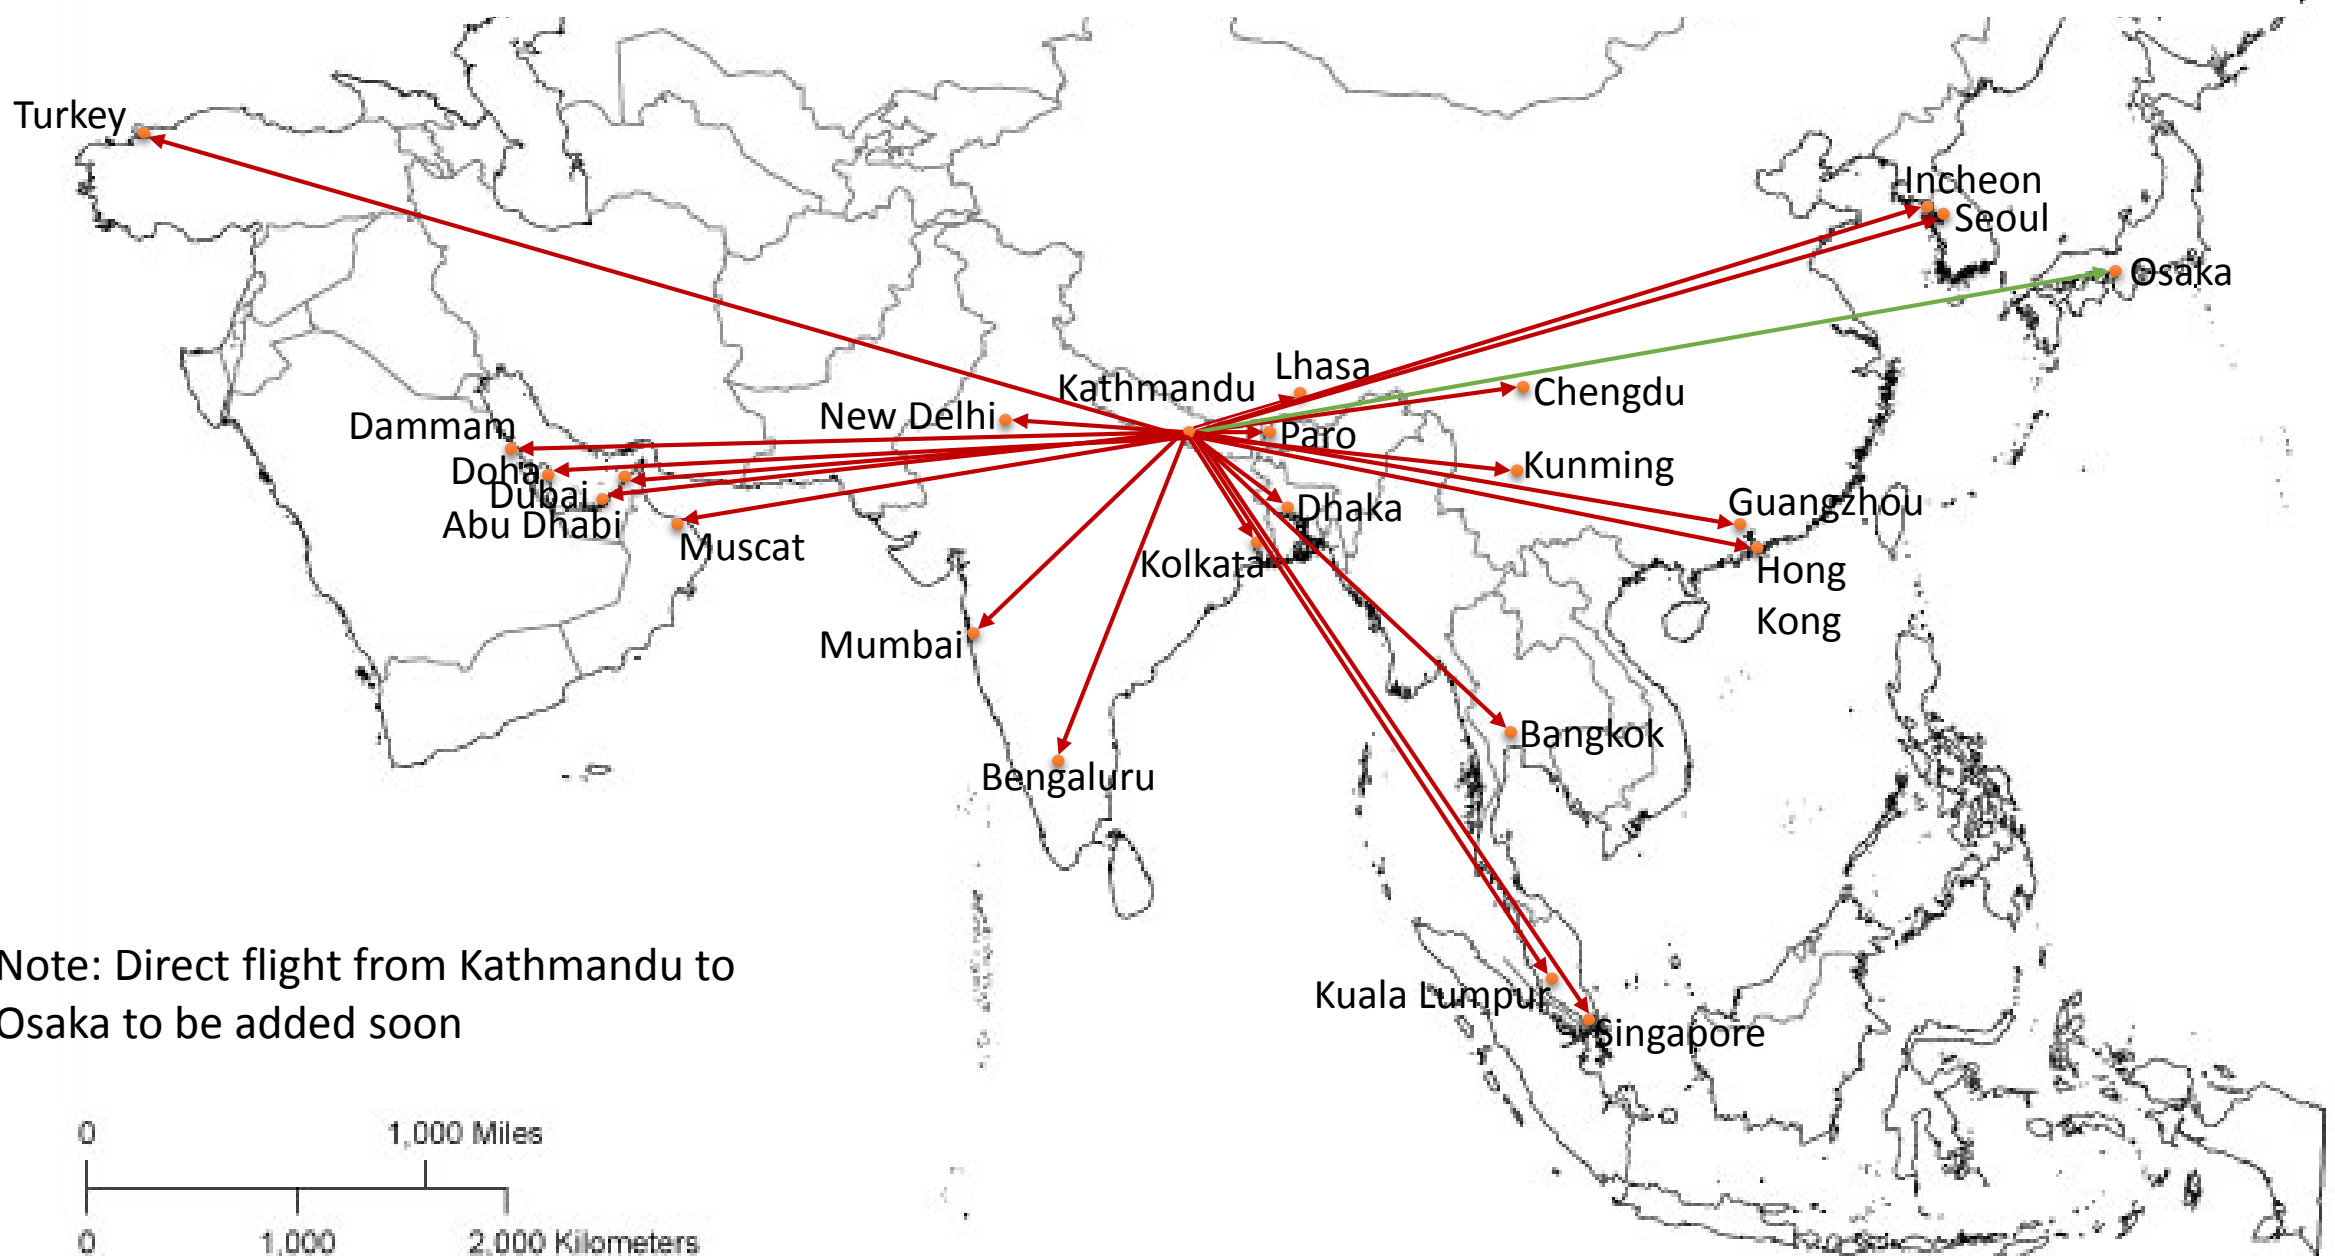 Turkey
Incheon
Seoul
Osaka
Lhasa
Kathmandu
Chengdu
New Delhi
Dammam
Paro
Doha
Kunming
Dubai
Guangzhou
Dhaka
Abu Dhabi
Muscat
Kolkata
Hong
Kong
Mumbai
Bangkok
Bengaluru
Note: Direct flight from Kathmandu to
Osaka to be added soon
Kuala Lumpur
Singapore
0 1,000 Miles
0 1,000 2,000 Kilometers